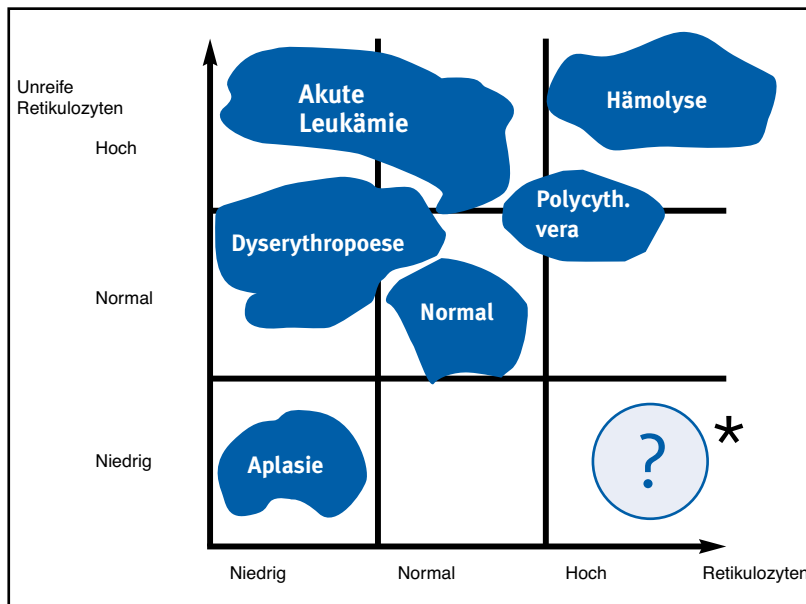 Unreife
Retikulozyten
Hoch
Normal
Niedrig
Akute
Leukämie
Hämolyse
Polycyth.
vera
Dyserythropoese
Normal
Aplasie
? *
Niedrig
Normal
Hoch
Retikulozyten